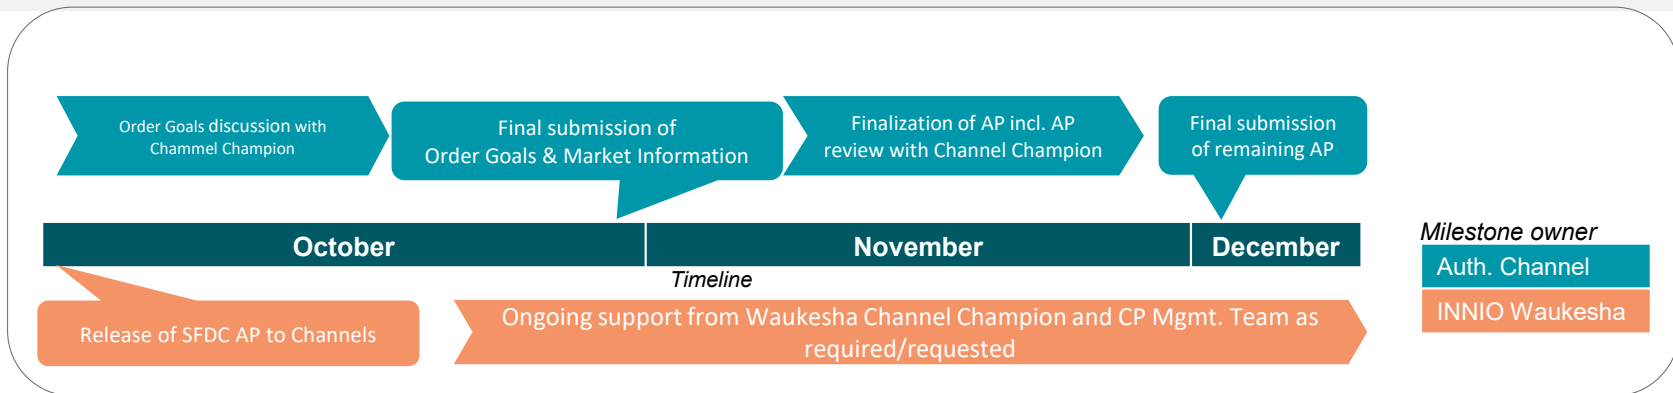 Order Goals discussion with
Chammel Champion
Final submission of
Order Goals & Market Information
Finalization of AP incl. AP
review with Channel Champion
Final submission
of remaining AP
October
November
December
Timeline
Milestone owner
Auth. Channel
INNIO Waukesha
Release of SFDC AP to Channels
Ongoing support from Waukesha Channel Champion and CP Mgmt. Team as
required/requested